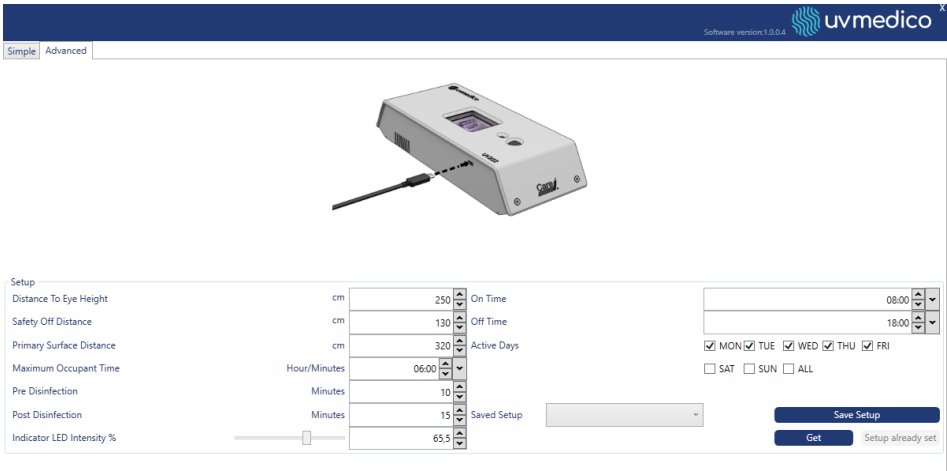 X
Software version:1.0.0.4 uvmedico
Simple Advanced
uvmedico
UV222
Care
Setup
Distance To Eye Height cm 250 On Time 08:00
Safety Off Distance cm 130 Off Time 18:00
Primary Surface Distance cm 320 Active Days MON TUE WED THU FRI
Maximum Occupant Time Hour/Minutes 06:00 SAT SUN ALL
Pre Disinfection Minutes 10
Post Disinfection Minutes 15 Saved Setup Save Setup
Indicator LED Intensity % 65,5 Get Setup already set